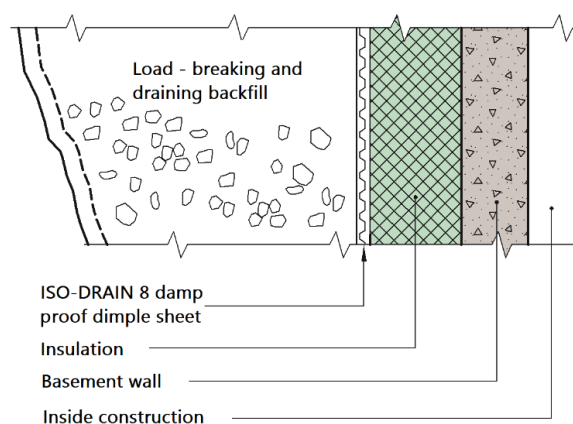 Load - breaking and
draining backfill
ISO-DRAIN 8 damp
proof dimple sheet
Insulation
Basement wall
Inside construction